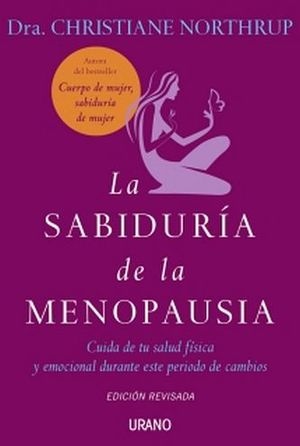 Dra. CHRISTIANE NORTHRUP
Autora
del bestseller
Cuerpo de mujer,
sabiduría
de mujer
La
SABIDURÍA
de la
MENOPAUSIA
Cuida de tu salud física
y emocional durante este periodo de cambios
EDICIÓN REVISADA
URANO